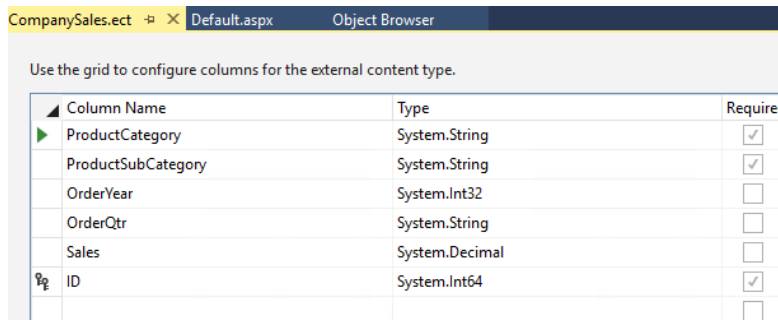 CompanySales.ect Default.aspx Object Browser
Use the grid to configure columns for the external content type.
Column Name Type Require
ProductCategory System.String
ProductSubCategory System.String
OrderYear System.Int32
OrderQtr System.String
Sales System.Decimal
ID System.Int64